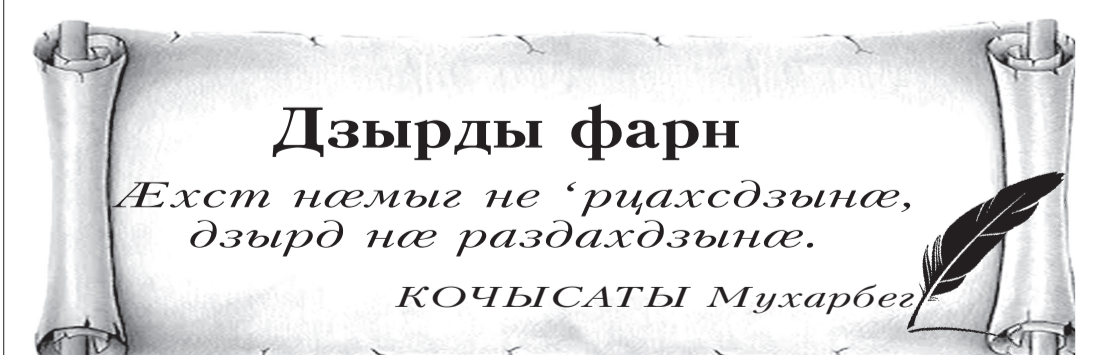 Дзырды фарн
Æхст нæмыг не ‘рцахсдзынæ,
дзырд нæ раздахдзынæ.
КОЧЫСАТЫ Мухарбег